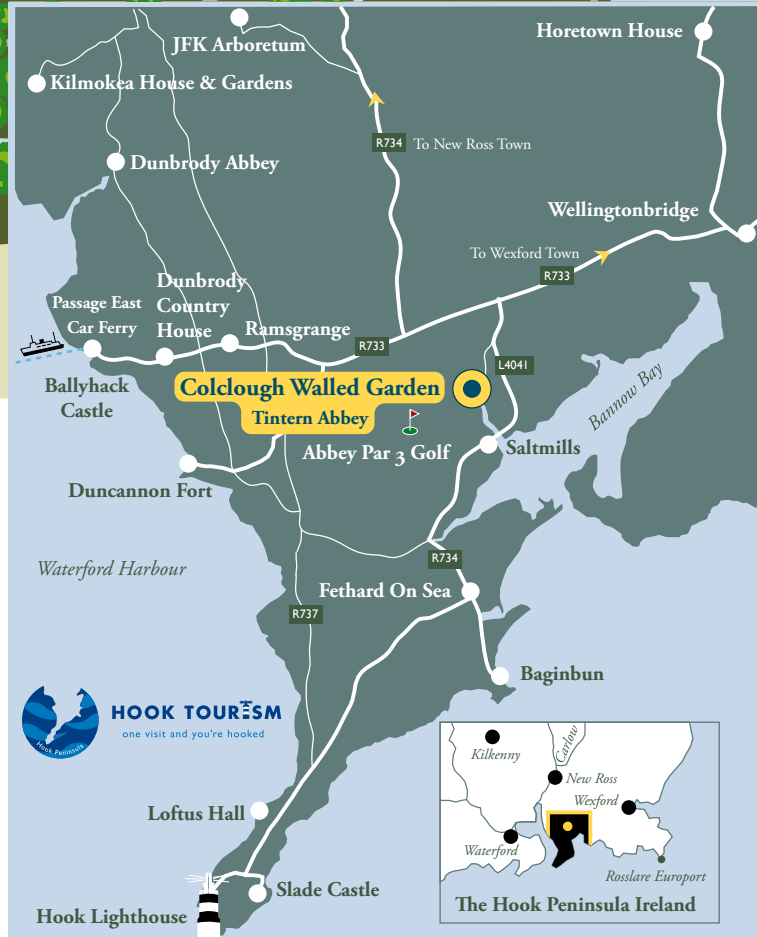 JFK Arboretum
Horetown House
Kilmokea House & Gardens
R734
To New Ross Town
Dunbrody Abbey
Wellingtonbridge
To Wexford Town
R733
Dunbrody
Country
House
Passage East
Car Ferry
Ramsgrange
R733
L4041
Ballyhack
Castle
Colclough Walled Garden
Tintern Abbey
Bannow Bay
Abbey Par 3 Golf
Saltmills
Duncannon Fort
Waterford Harbour
R734
Fethard On Sea
R737
Baginbun
Hook Peninsula
HOOK TOURISM
one visit and you're hooked
Loftus Hall
Slade Castle
Hook Lighthouse
Kilkenny
Carlow
New Ross
Wexford
Waterford
Rosslare Europort
The Hook Peninsula Ireland